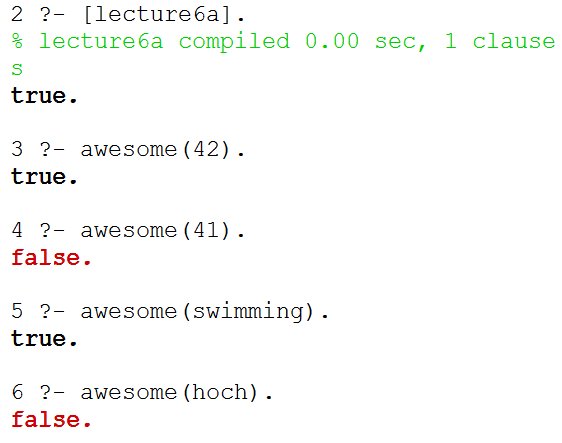 2 ?- [lecture6a].
% lecture6a compiled 0.00 sec, 1 clause
s
true.
3 ?- awesome(42).
true.
4 ?- awesome(41).
false.
5 ?- awesome(swimming).
true.
6 ?- awesome(hoch).
false.